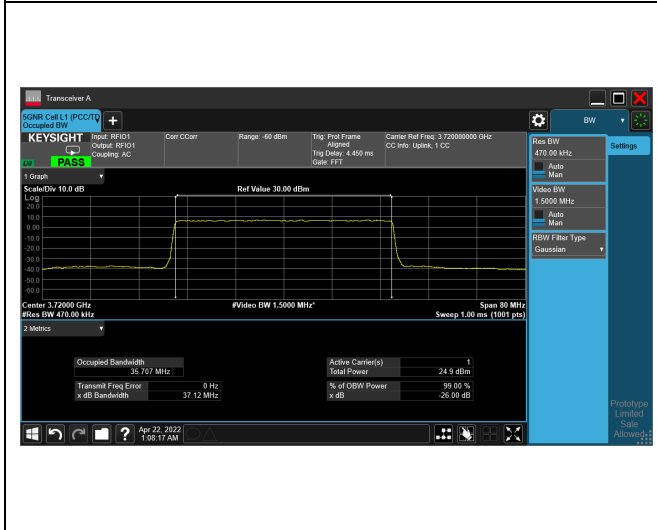 Transceiver A
5GNR Cell L1 (PCC/TD
Occupied BW
KEYSIGHT
LV
PASS
Input: RFIO1
Output: RFIO1
Coupling: AC
Corr CCorr
Range: -60 dBm
Trig: Prot Frame
Aligned
Trig Delay: 4.450 ms
Gate: FFT
Carrier Ref Freq: 3.720000000 GHz
CC Info: Uplink, 1 CC
BW
Settings
Res BW
470.00 kHz
Auto
Man
Video BW
1.5000 MHz
Auto
Man
RBW Filter Type
Gaussian
1 Graph
Scale/Div 10.0 dB
Ref Value 30.00 dBm
Log
20.0
10.0
0.00
-10.0
-20.0
-30.0
-40.0
-50.0
-60.0
Center 3.72000 GHz
#Video BW 1.5000 MHz*
Span 80 MHz
#Res BW 470.00 kHz
Sweep 1.00 ms (1001 pts)
2 Metrics
Occupied Bandwidth
35.707 MHz
Transmit Freq Error 0 Hz
x dB Bandwidth 37.12 MHz
Active Carrier(s) 1
Total Power 24.9 dBm
% of OBW Power 99.00 %
x dB -26.00 dB
Prototype
Limited
Sale
Allowed
?
Apr 22, 2022
1:08:17 AM